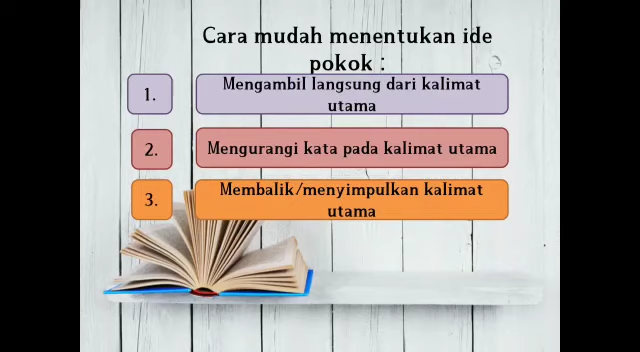 Cara mudah menentukan ide
pokok :
1.
Mengambil langsung dari kalimat
utama
2.
Mengurangi kata pada kalimat utama
3.
Membalik/menyimpulkan kalimat
utama